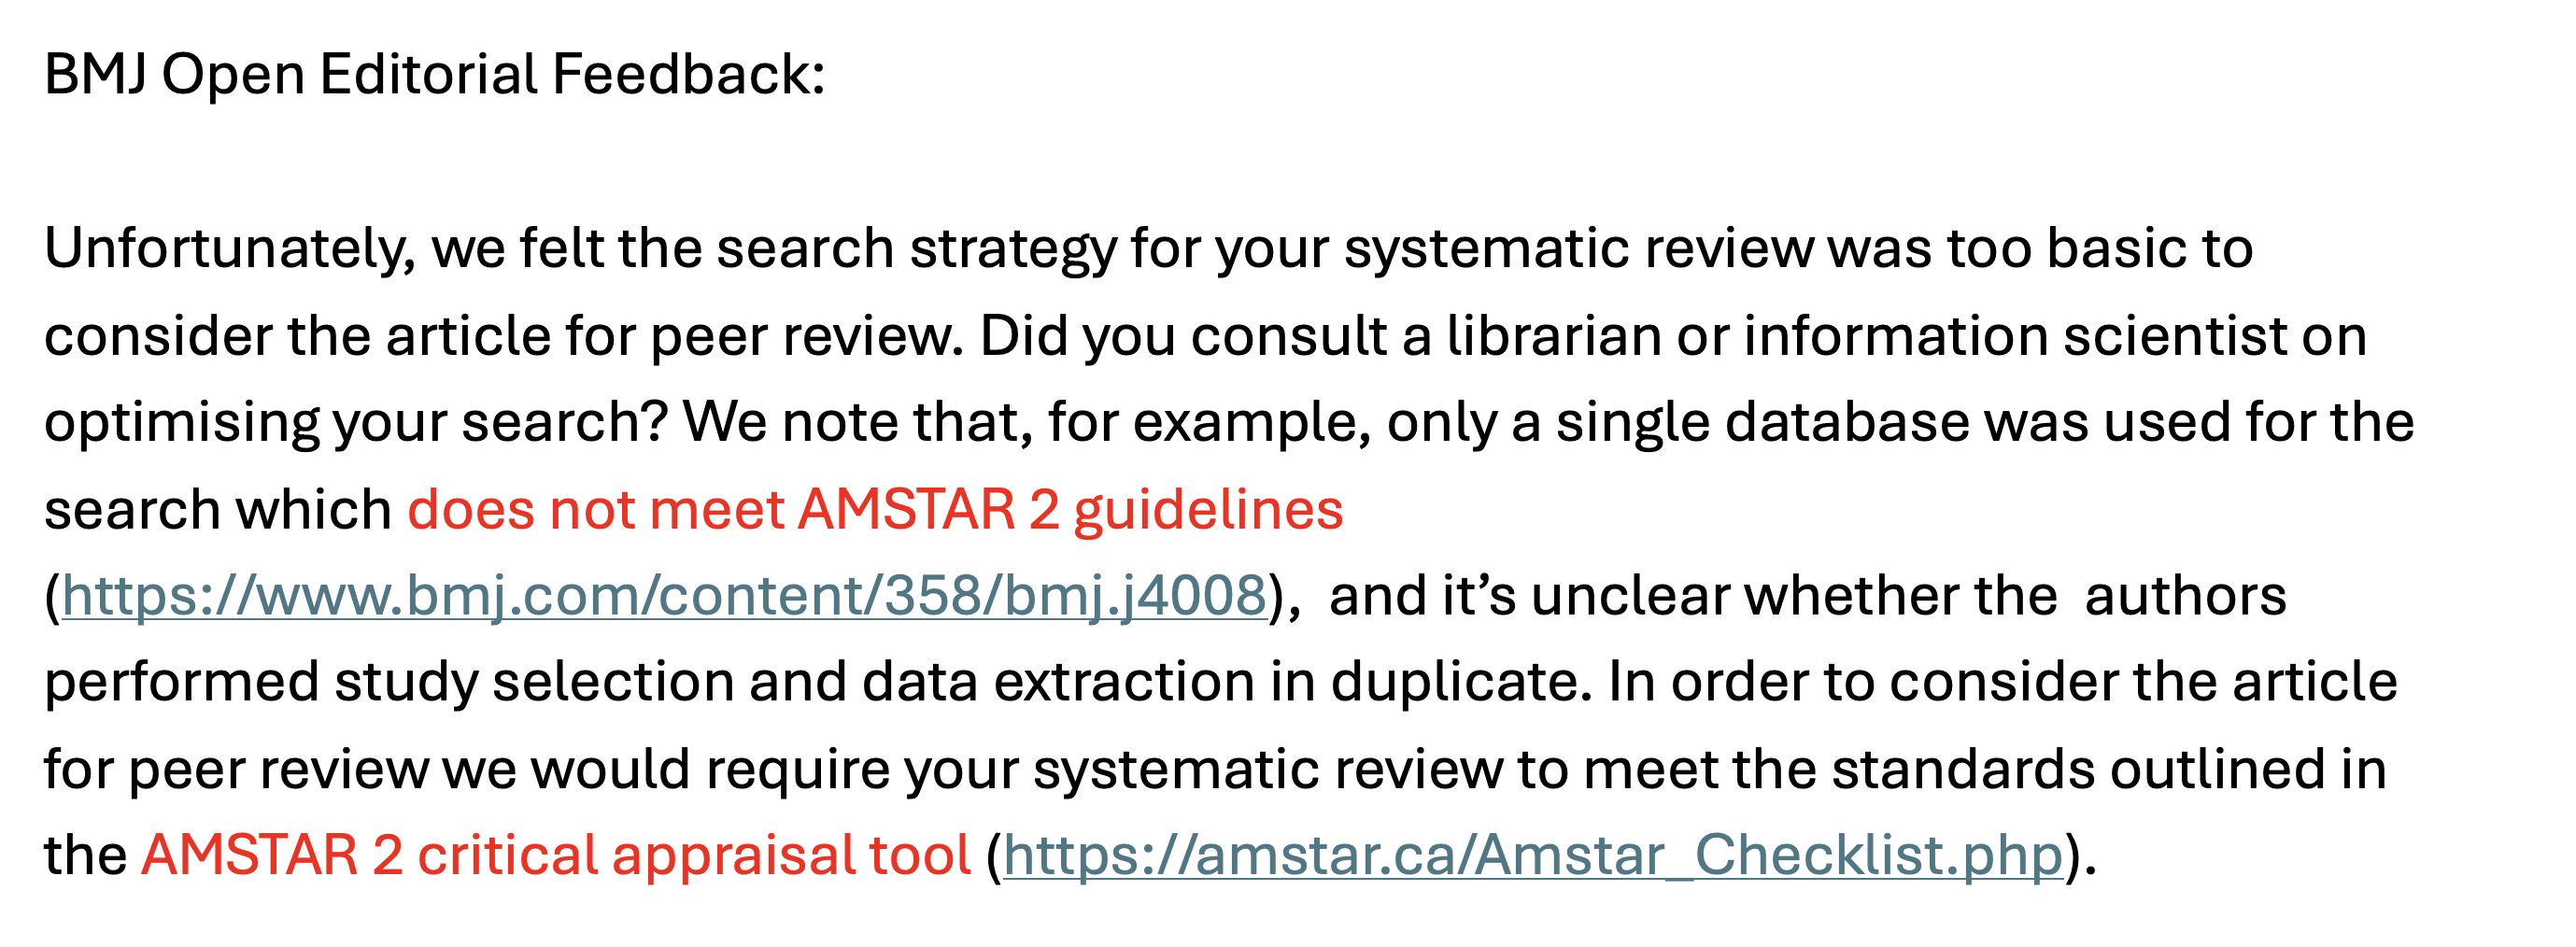 BMJ Open Editorial Feedback:
Unfortunately, we felt the search strategy for your systematic review was too basic to
consider the article for peer review. Did you consult a librarian or information scientist on
optimising your search? We note that, for example, only a single database was used for the
search which does not meet AMSTAR 2 guidelines
(https://www.bmj.com/content/358/bmj.j4008),  and it’s unclear whether the  authors
performed study selection and data extraction in duplicate. In order to consider the article
for peer review we would require your systematic review to meet the standards outlined in
the AMSTAR 2 critical appraisal tool (https://amstar.ca/Amstar_Checklist.php).